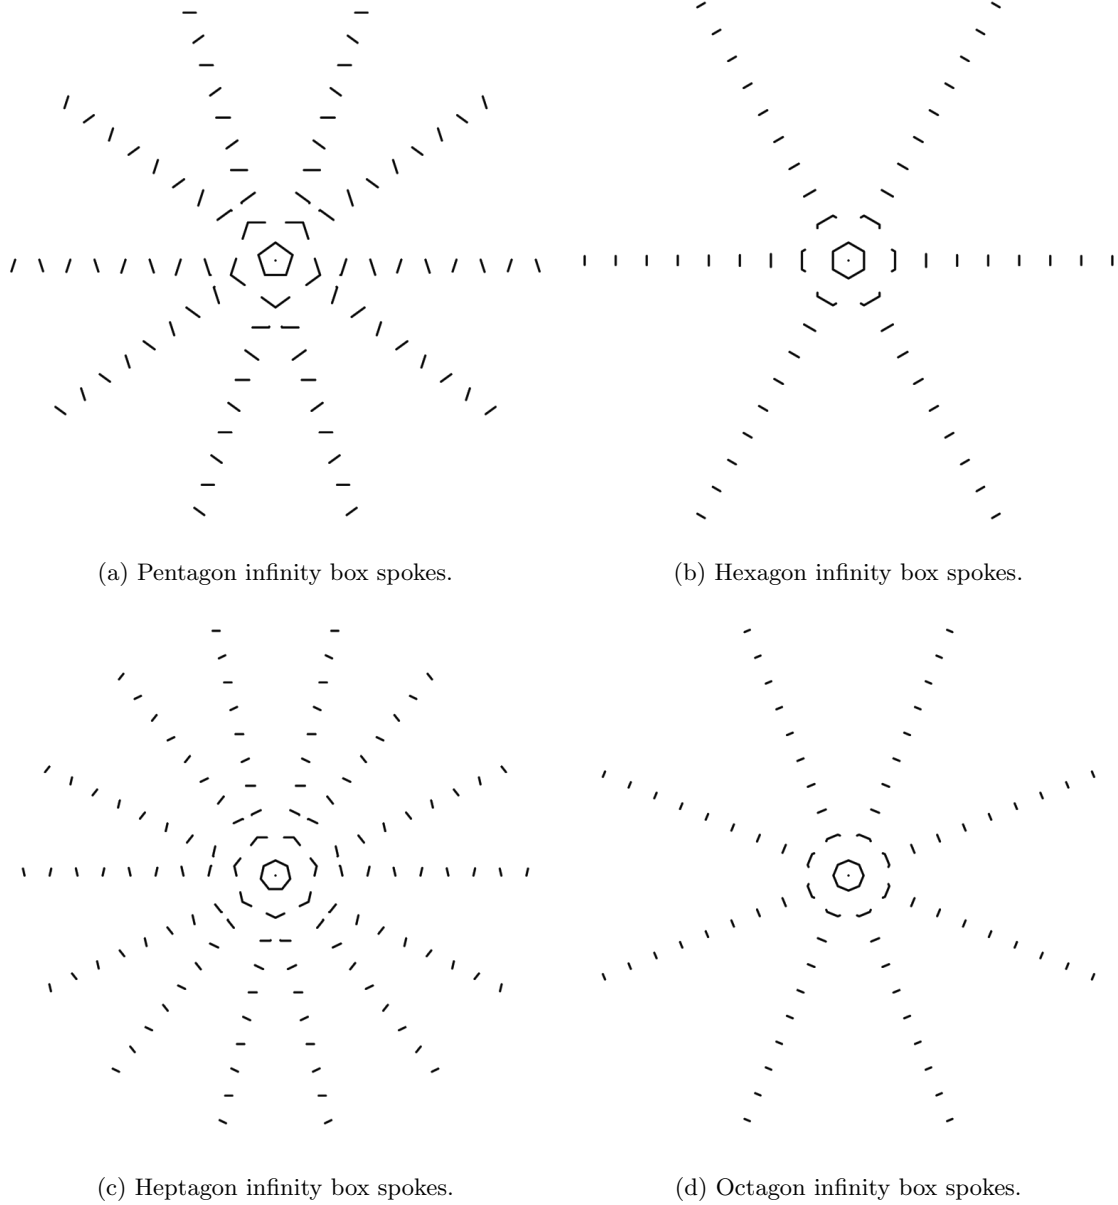 (a) Pentagon infinity box spokes.
(b) Hexagon infinity box spokes.
(c) Heptagon infinity box spokes.
(d) Octagon infinity box spokes.